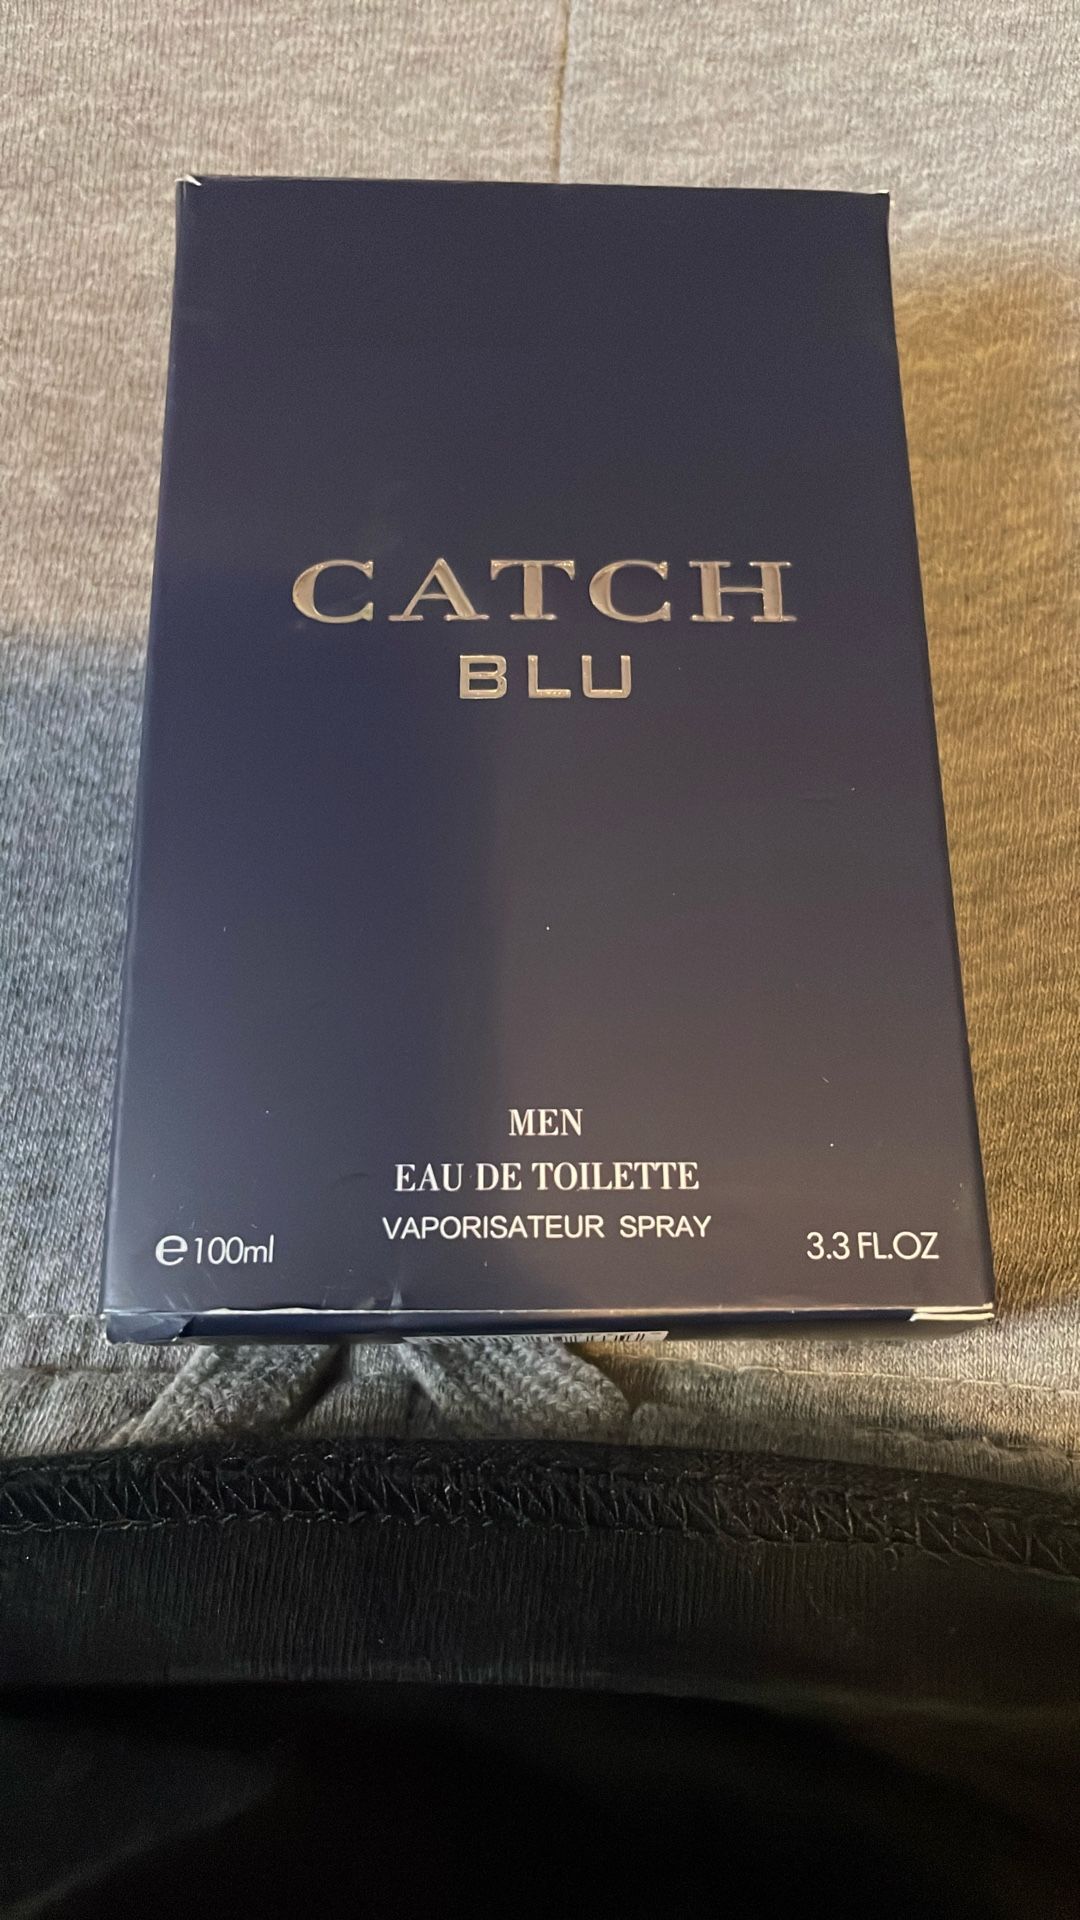 CATCH
BLU
MEN
EAU DE TOILETTE
VAPORISATEUR SPRAY
e100ml
3.3 FL.OZ